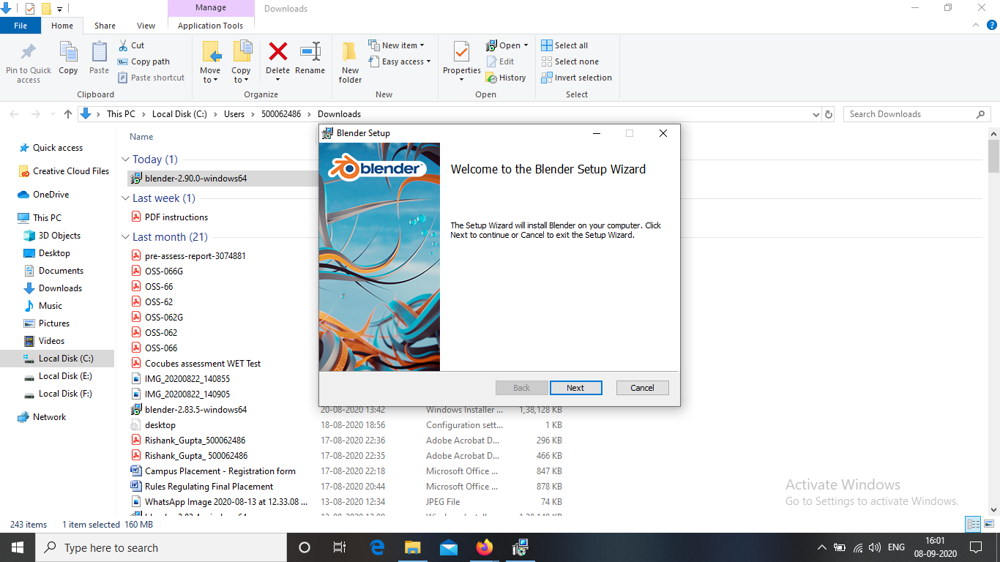 Manage
Downloads
File
Home
Share
View
Application Tools
Pin to Quick access
Copy
Paste
Cut
Copy path
Paste shortcut
Clipboard
Move to
Copy to
Delete
Rename
Organize
New folder
New item
Easy access
New
Properties
Open
Edit
History
Open
Select all
Select none
Invert selection
Select
This PC > Local Disk (C:) > Users > 500062486 > Downloads
Search Downloads
Quick access
Creative Cloud Files
OneDrive
This PC
3D Objects
Desktop
Documents
Downloads
Music
Pictures
Videos
Local Disk (C:)
Local Disk (E:)
Local Disk (F:)
Network
Name
Today (1)
blender-2.90.0-windows64
Last week (1)
PDF instructions
Last month (21)
pre-assess-report-3074881
OSS-066G
OSS-66
OSS-62
OSS-062G
OSS-062
OSS-066
Cocubes assessment WET Test
IMG_20200822_140855
IMG_20200822_140905
blender-2.83.5-windows64 20-08-2020 13:42 Windows Installer ... 1,38,128 KB
desktop 18-08-2020 18:56 Configuration sett... 1 KB
Rishank_Gupta_500062486 17-08-2020 22:36 Adobe Acrobat D... 296 KB
Rishank_Gupta_ 500062486 17-08-2020 22:35 Adobe Acrobat D... 466 KB
Campus Placement - Registration form 17-08-2020 22:18 Microsoft Office ... 847 KB
Rules Regulating Final Placement 17-08-2020 20:44 Microsoft Office ... 878 KB
WhatsApp Image 2020-08-13 at 12.33.08 ... 13-08-2020 12:34 JPEG File 74 KB
Blender Setup
blender
Welcome to the Blender Setup Wizard
The Setup Wizard will install Blender on your computer. Click
Next to continue or Cancel to exit the Setup Wizard.
Back
Next
Cancel
Activate Windows
Go to Settings to activate Windows.
243 items 1 item selected 160 MB
Type here to search
ENG
16:01
08-09-2020